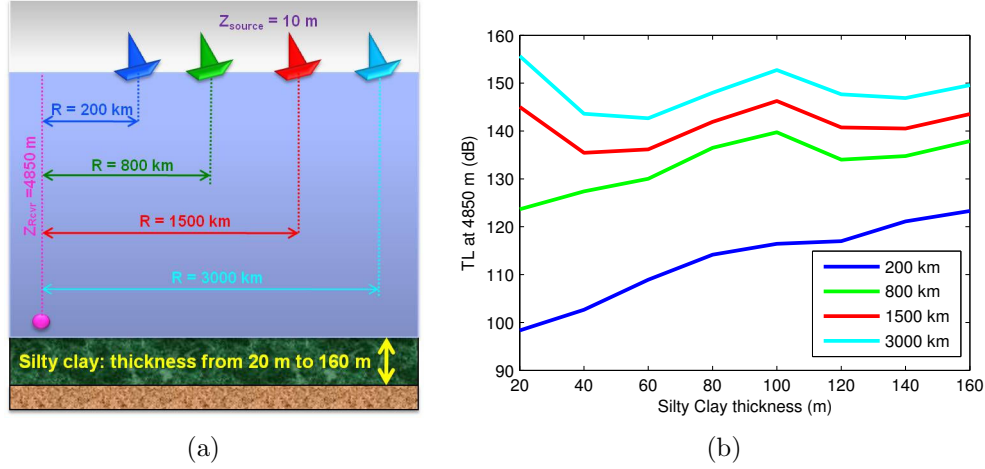 Z_source = 10 m
R = 200 km
R = 800 km
R = 1500 km
R = 3000 km
Z_Rcvr =4850 m
Silty clay: thickness from 20 m to 160 m
(a)
TL at 4850 m (dB)
160
150
140
130
120
110
100
90
20 40 60 80 100 120 140 160
Silty Clay thickness (m)
200 km
800 km
1500 km
3000 km
(b)